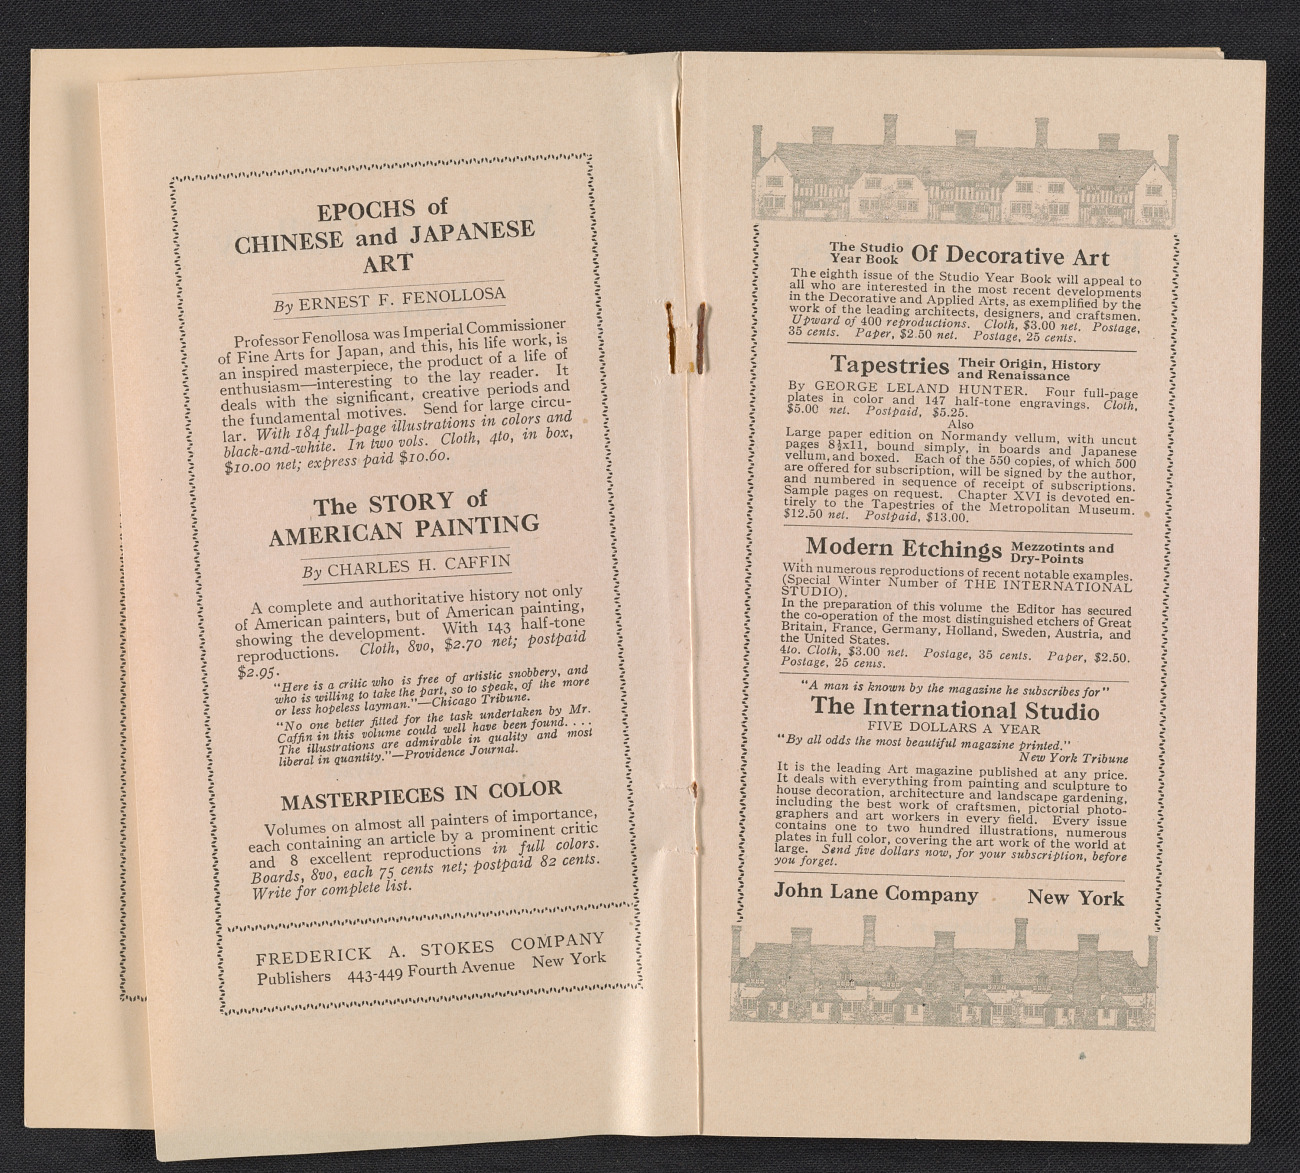 EPOCHS of
CHINESE and JAPANESE
ART
By ERNEST F. FENOLLOSA
Professor Fenollosa was Imperial Commissioner
of Fine Arts for Japan, and this, his life work, is
an inspired masterpiece, the product of a life of
enthusiasm—interesting to the lay reader. It
deals with the significant, creative periods and
the fundamental motives. Send for large circu-
lar. With 184 full-page illustrations in colors and
black-and-white. In two vols. Cloth, 4to, in box,
$10.00 net; express paid $10.60.
The STORY of
AMERICAN PAINTING
By CHARLES H. CAFFIN
A complete and authoritative history not only
of American painters, but of American painting,
showing the development. With 143 half-tone
reproductions. Cloth, 8vo, $2.70 net; postpaid
$2.95.
"Here is a critic who is free of artistic snobbery, and
who is willing to take the part, so to speak, of the more
or less hopeless layman."—Chicago Tribune.
"No one better fitted for the task undertaken by Mr.
Caffin in this volume could well have been found. . . .
The illustrations are admirable in quality and most
liberal in quantity."—Providence Journal.
MASTERPIECES IN COLOR
Volumes on almost all painters of importance,
each containing an article by a prominent critic
and 8 excellent reproductions in full colors.
Boards, 8vo, each 75 cents net; postpaid 82 cents.
Write for complete list.
FREDERICK A. STOKES COMPANY
Publishers 443-449 Fourth Avenue New York
The Studio
Year Book Of Decorative Art
The eighth issue of the Studio Year Book will appeal to
all who are interested in the most recent developments
in the Decorative and Applied Arts, as exemplified by the
work of the leading architects, designers, and craftsmen.
Upward of 400 reproductions. Cloth, $3.00 net. Postage,
35 cents. Paper, $2.50 net. Postage, 25 cents.
Tapestries Their Origin, History
and Renaissance
By GEORGE LELAND HUNTER. Four full-page
plates in color and 147 half-tone engravings. Cloth,
$5.00 net. Postpaid, $5.25.
Also
Large paper edition on Normandy vellum, with uncut
pages 8½x11, bound simply, in boards and Japanese
vellum, and boxed. Each of the 550 copies, of which 500
are offered for subscription, will be signed by the author,
and numbered in sequence of receipt of subscriptions.
Sample pages on request. Chapter XVI is devoted en-
tirely to the Tapestries of the Metropolitan Museum.
$12.50 net. Postpaid, $13.00.
Modern Etchings Mezzotints and
Dry-Points
With numerous reproductions of recent notable examples.
(Special Winter Number of THE INTERNATIONAL
STUDIO).
In the preparation of this volume the Editor has secured
the co-operation of the most distinguished etchers of Great
Britain, France, Germany, Holland, Sweden, Austria, and
the United States.
4to. Cloth, $3.00 net. Postage, 35 cents. Paper, $2.50.
Postage, 25 cents.
"A man is known by the magazine he subscribes for"
The International Studio
FIVE DOLLARS A YEAR
"By all odds the most beautiful magazine printed."
New York Tribune
It is the leading Art magazine published at any price.
It deals with everything from painting and sculpture to
house decoration, architecture and landscape gardening,
including the best work of craftsmen, pictorial photo-
graphers and art workers in every field. Every issue
contains one to two hundred illustrations, numerous
plates in full color, covering the art work of the world at
large. Send five dollars now, for your subscription, before
you forget.
John Lane Company New York